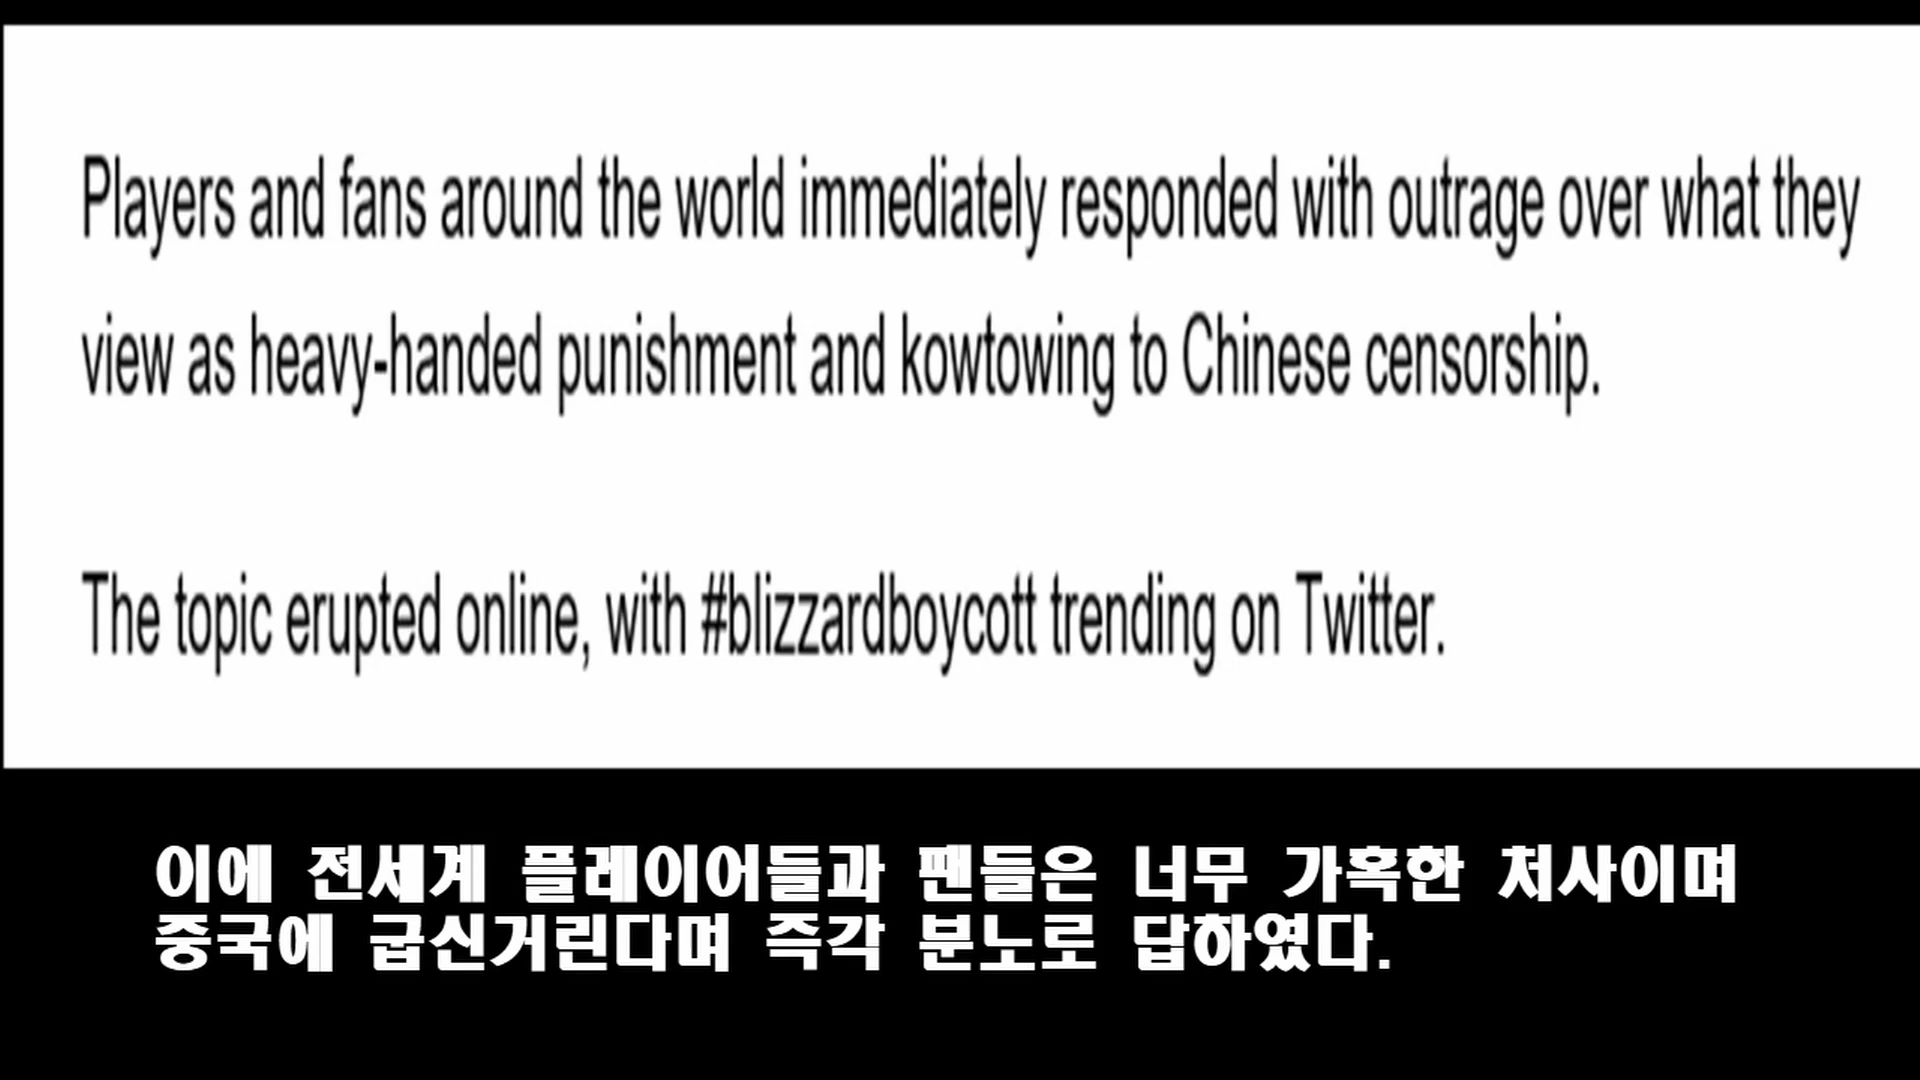 Players and fans around the world immediately responded with outrage over what they
view as heavy-handed punishment and kowtowing to Chinese censorship.
The topic erupted online, with #blizzardboycott trending on Twitter.
이에 전세계 플레이어들과 팬들은 너무 가혹한 처사이며
중국에 굽신거린다며 즉각 분노로 답하였다.